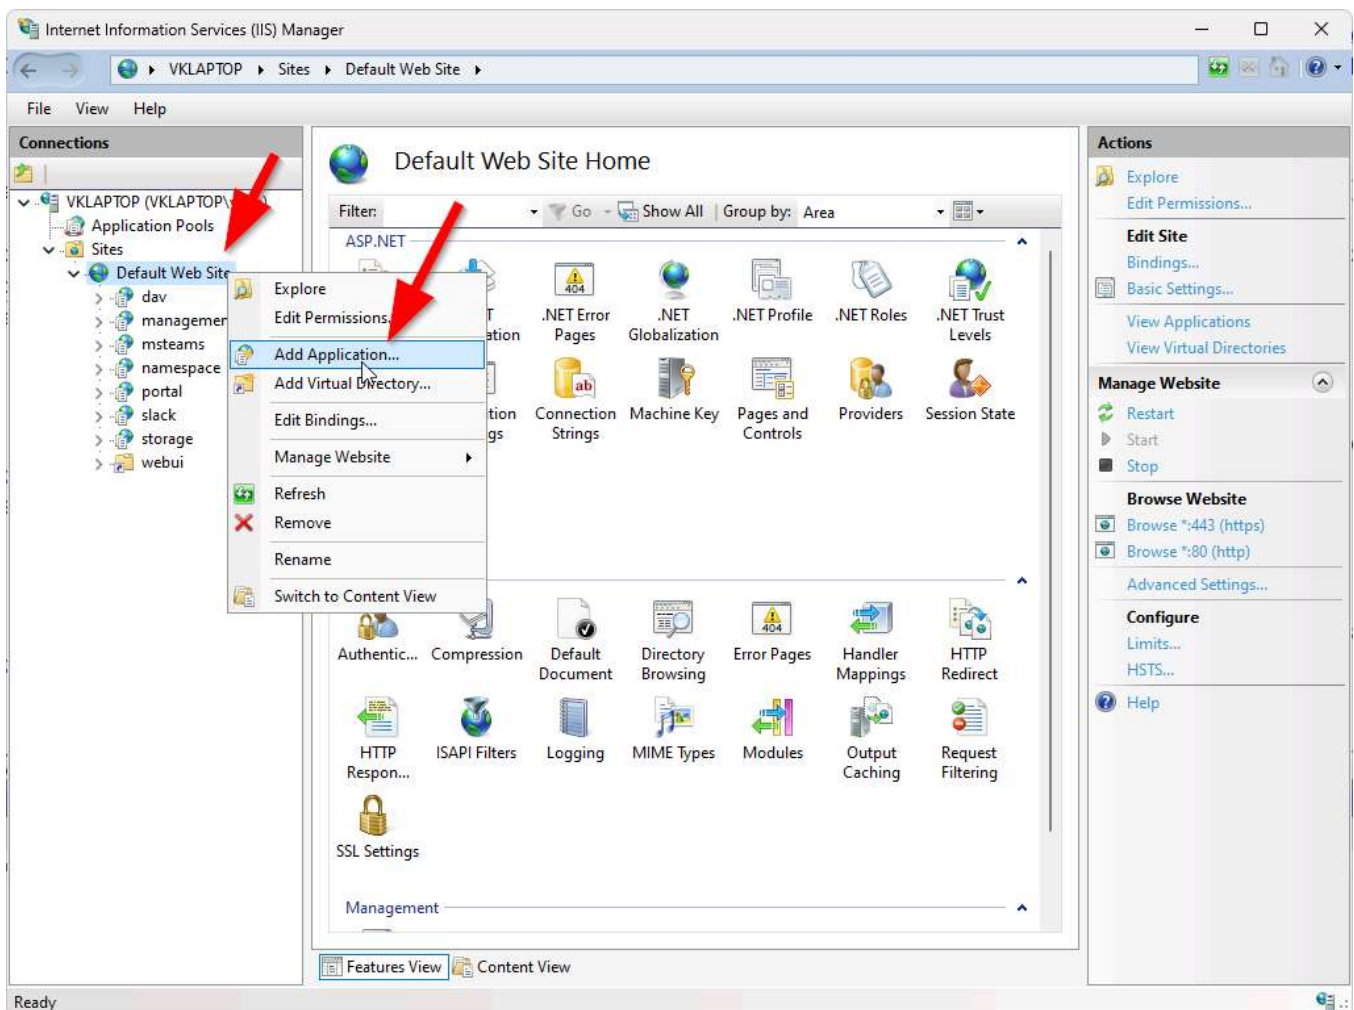 Internet Information Services (IIS) Manager
VKLAPTOP Sites Default Web Site
File View Help
Connections
VKLAPTOP (VKLAPTOP\
Application Pools
Sites
Default Web Site
dav
managemer
msteams
namespace
portal
slack
storage
webui
Explore
Edit Permissions...
Add Application...
Add Virtual Directory...
Edit Bindings...
Manage Website
Refresh
Remove
Rename
Switch to Content View
Default Web Site Home
Filter: Go Show All Group by: Area
ASP.NET
.NET Error Pages
404
.NET Globalization
.NET Profile
.NET Roles
.NET Trust Levels
ab
Connection Strings
Machine Key
Pages and Controls
Providers
Session State
Authentic...
Compression
Default Document
Directory Browsing
404
Error Pages
Handler Mappings
HTTP Redirect
HTTP Respon...
ISAPI Filters
Logging
MIME Types
Modules
Output Caching
Request Filtering
SSL Settings
Management
Features View Content View
Actions
Explore
Edit Permissions...
Edit Site
Bindings...
Basic Settings...
View Applications
View Virtual Directories
Manage Website
Restart
Start
Stop
Browse Website
Browse *:443 (https)
Browse *:80 (http)
Advanced Settings...
Configure
Limits...
HSTS...
Help
Ready